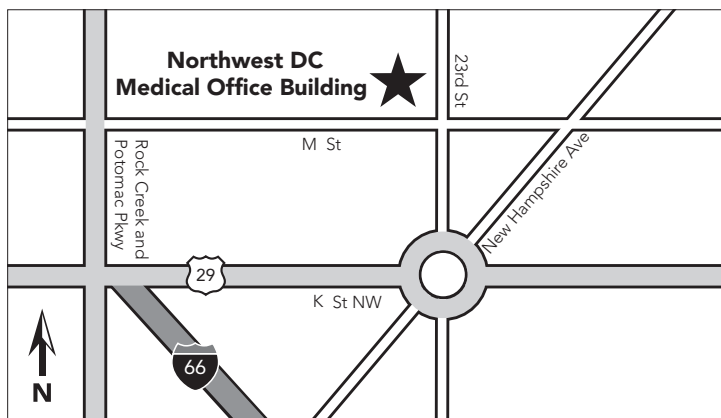 Northwest DC
Medical Office Building
23rd St
M St
Rock Creek and
Potomac Pkwy
New Hampshire Ave
29
K St NW
66
N